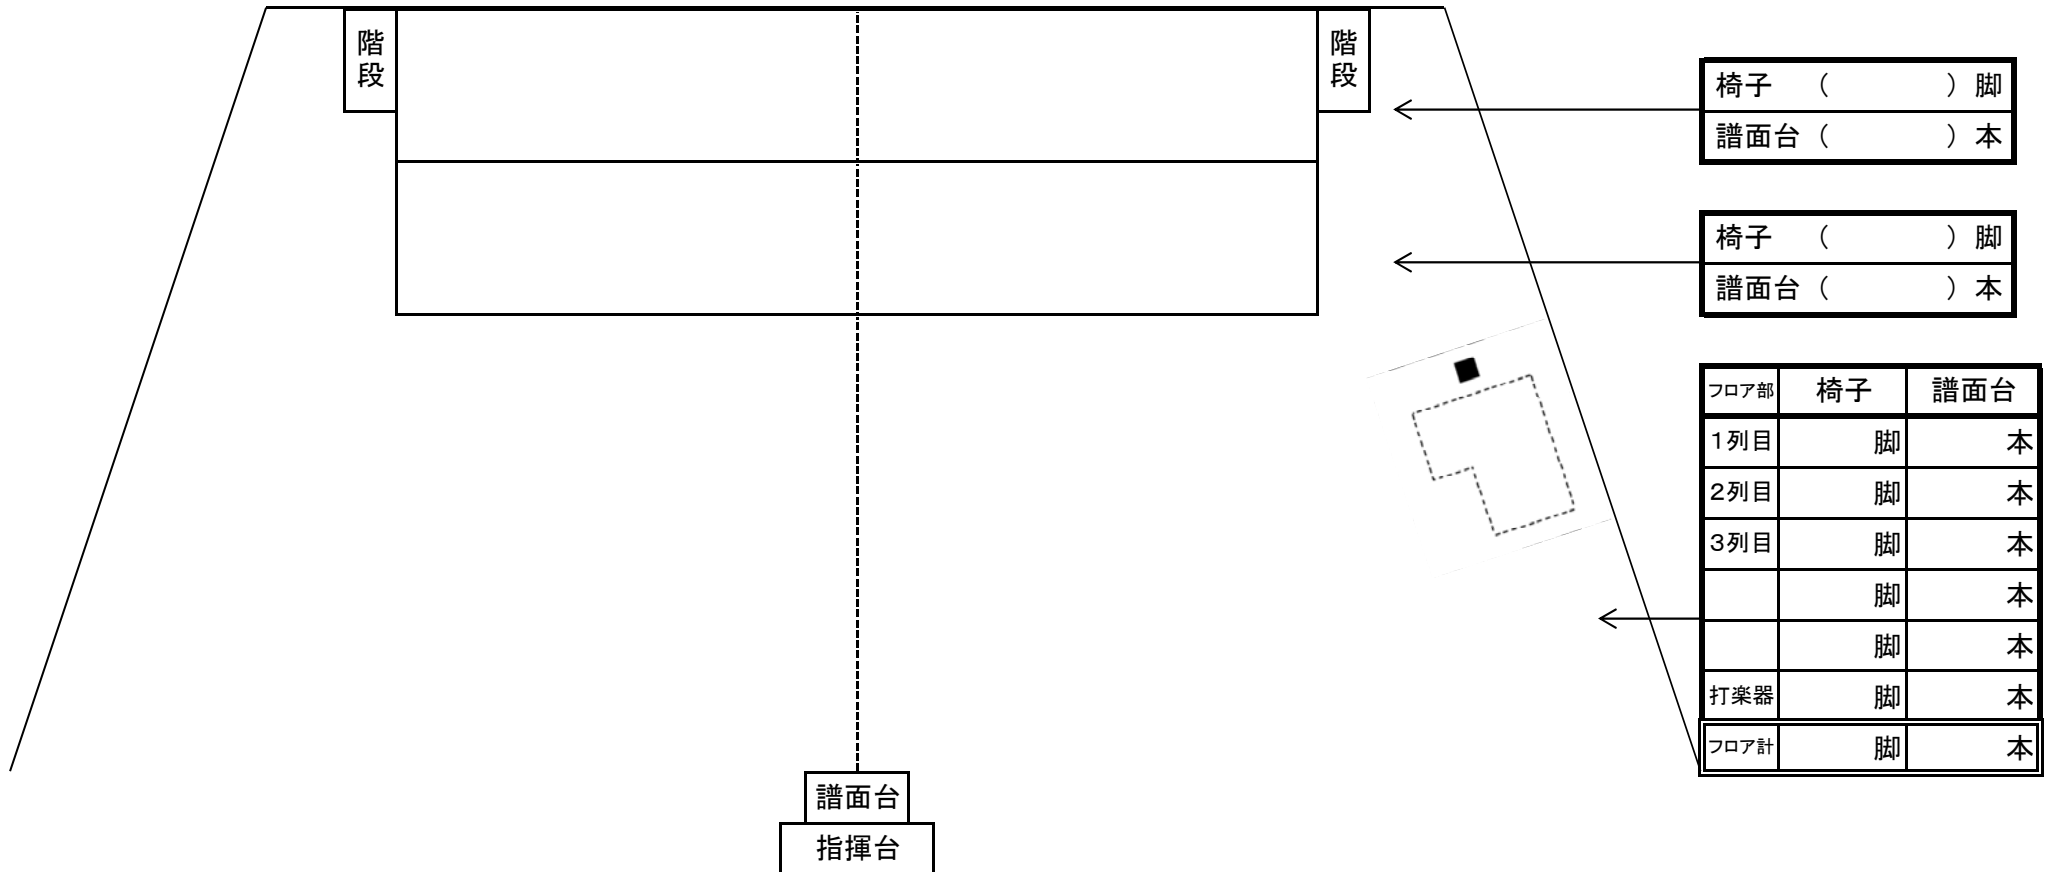 階段
階段
椅子　（　　　　）脚
譜面台（　　　　）本
椅子　（　　　　）脚
譜面台（　　　　）本
フロア部　椅子　譜面台
１列目　脚　本
２列目　脚　本
３列目　脚　本
脚　本
脚　本
打楽器　脚　本
フロア計　脚　本
譜面台
指揮台